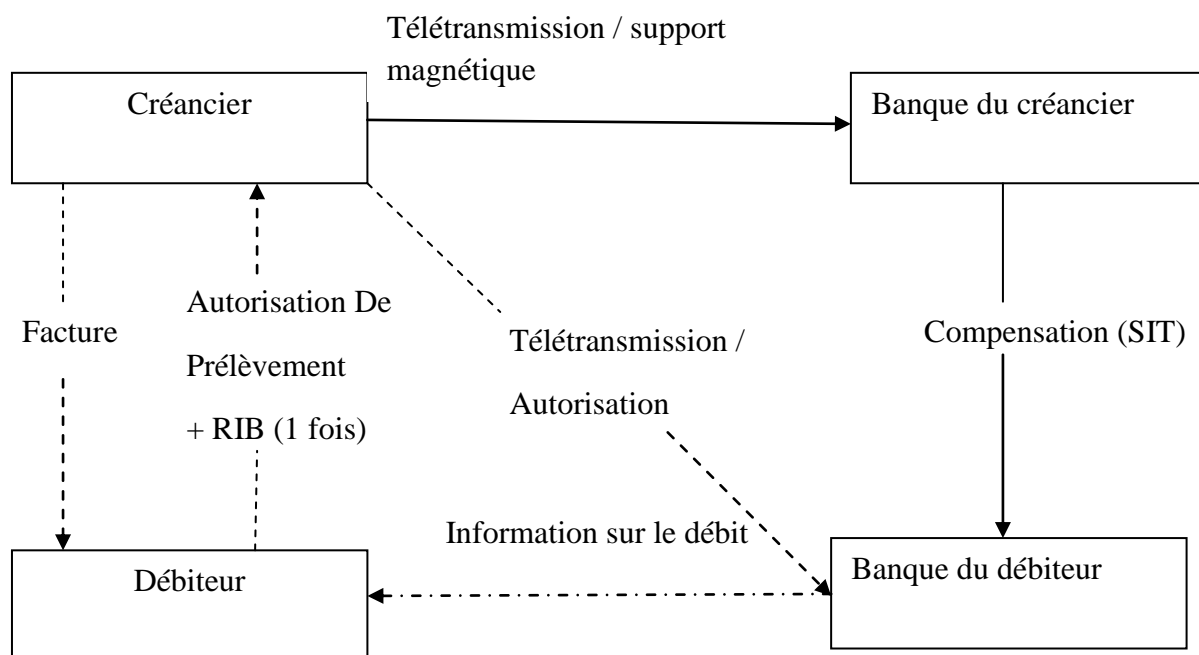 Télétransmission / support
magnétique
Créancier
Banque du créancier
Autorisation De
Facture
Prélèvement
+ RIB (1 fois)
Télétransmission /
Autorisation
Compensation (SIT)
Information sur le débit
Débiteur
Banque du débiteur